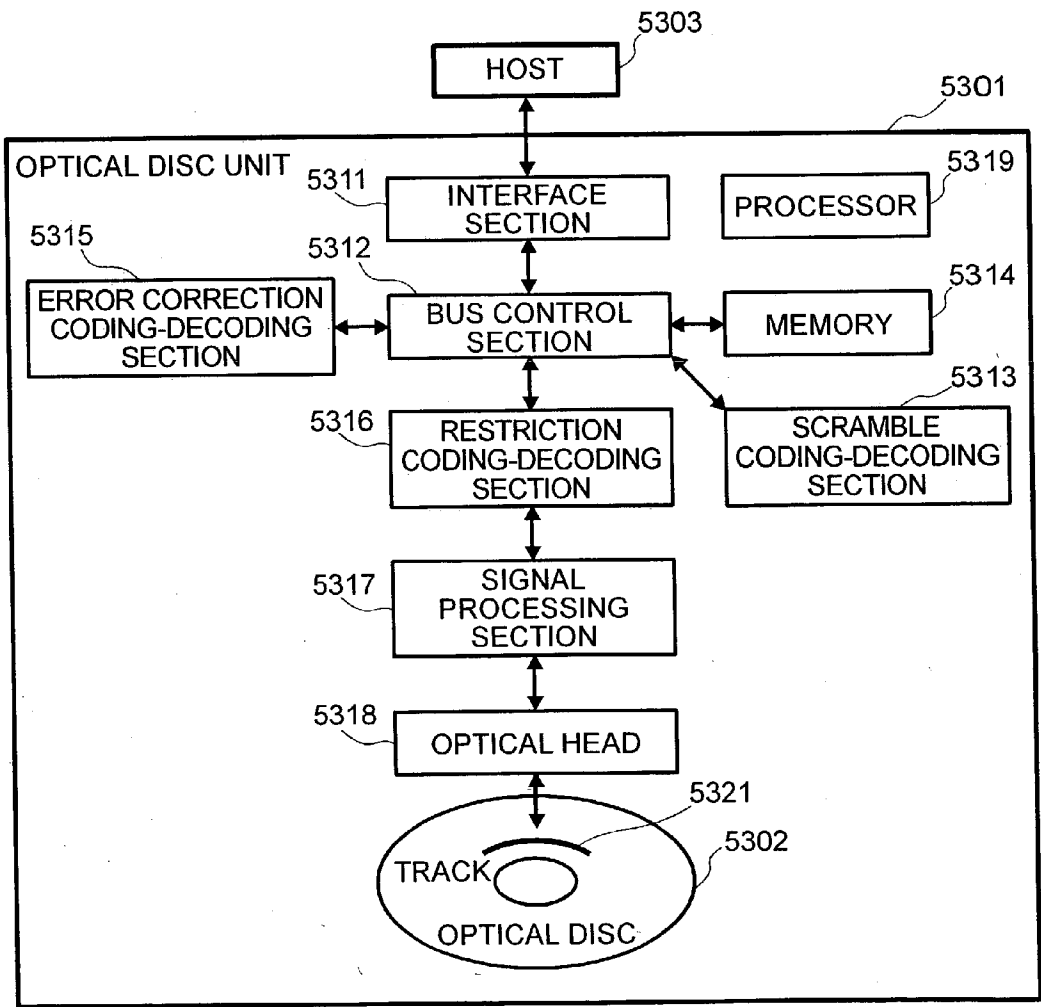 5303
HOST
5301
OPTICAL DISC UNIT
5311
INTERFACE
SECTION
5319
PROCESSOR
5315
ERROR CORRECTION
CODING-DECODING
SECTION
5312
BUS CONTROL
SECTION
5314
MEMORY
5316
RESTRICTION
CODING-DECODING
SECTION
5313
SCRAMBLE
CODING-DECODING
SECTION
5317
SIGNAL
PROCESSING
SECTION
5318
OPTICAL HEAD
5321
5302
TRACK
OPTICAL DISC